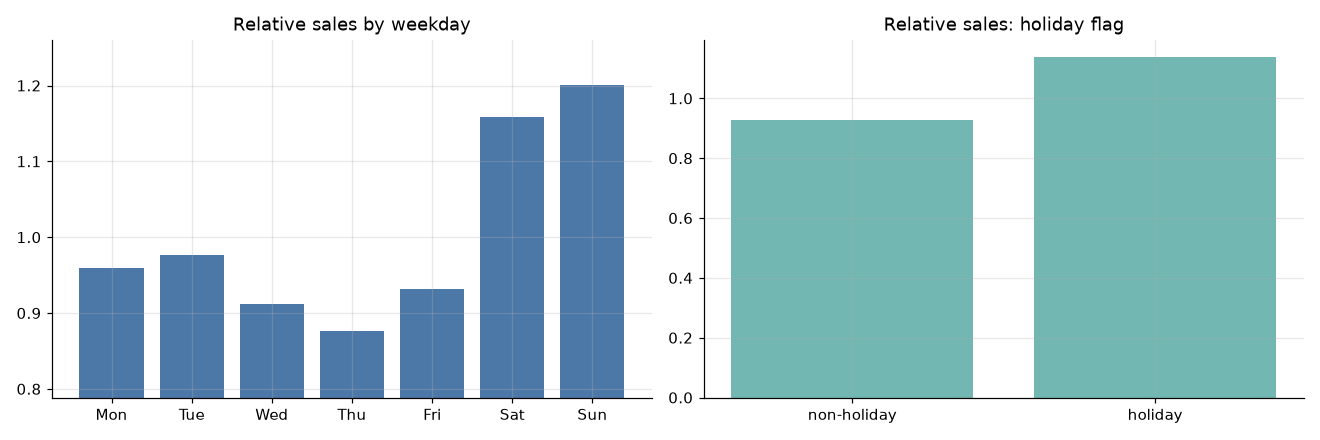 Relative sales by weekday
1.2
1.1
1.0
0.9
0.8
Mon Tue Wed Thu Fri Sat Sun
Relative sales: holiday flag
1.0
0.8
0.6
0.4
0.2
0.0
non-holiday holiday